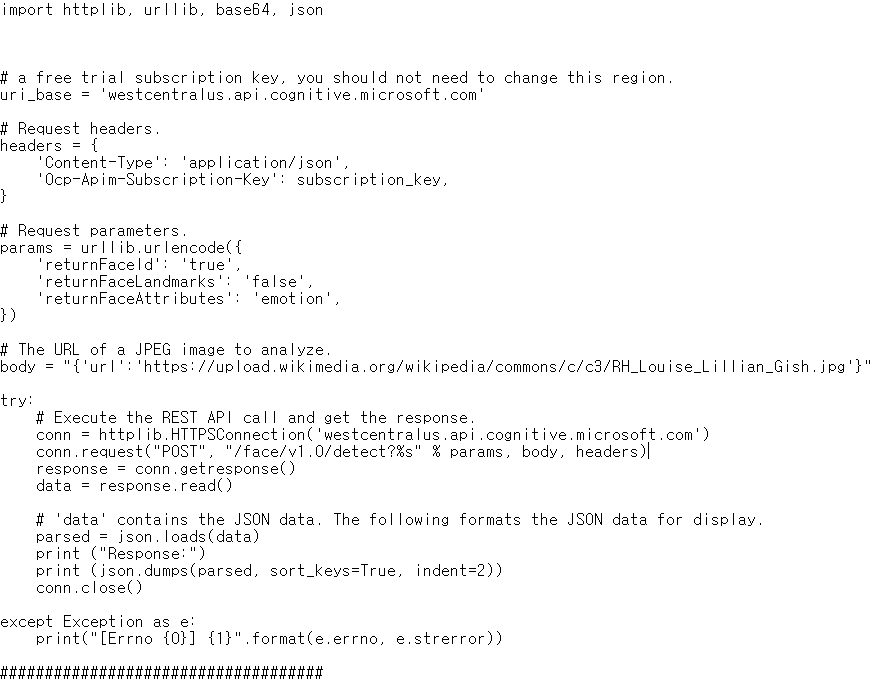 import httplib, urllib, base64, json
# a free trial subscription key, you should not need to change this region.
uri_base = 'westcentralus.api.cognitive.microsoft.com'
# Request headers.
headers = {
    'Content-Type': 'application/json',
    'Ocp-Apim-Subscription-Key': subscription_key,
}
# Request parameters.
params = urllib.urlencode({
    'returnFaceId': 'true',
    'returnFaceLandmarks': 'false',
    'returnFaceAttributes': 'emotion',
})
# The URL of a JPEG image to analyze.
body = "{'url':'https://upload.wikimedia.org/wikipedia/commons/c/c3/RH_Louise_Lillian_Gish.jpg'}"
try:
    # Execute the REST API call and get the response.
    conn = httplib.HTTPSConnection('westcentralus.api.cognitive.microsoft.com')
    conn.request("POST", "/face/v1.0/detect?%s" % params, body, headers)
    response = conn.getresponse()
    data = response.read()
    # 'data' contains the JSON data. The following formats the JSON data for display.
    parsed = json.loads(data)
    print ("Response:")
    print (json.dumps(parsed, sort_keys=True, indent=2))
    conn.close()
except Exception as e:
    print("[Errno {0}] {1}".format(e.errno, e.strerror))
####################################